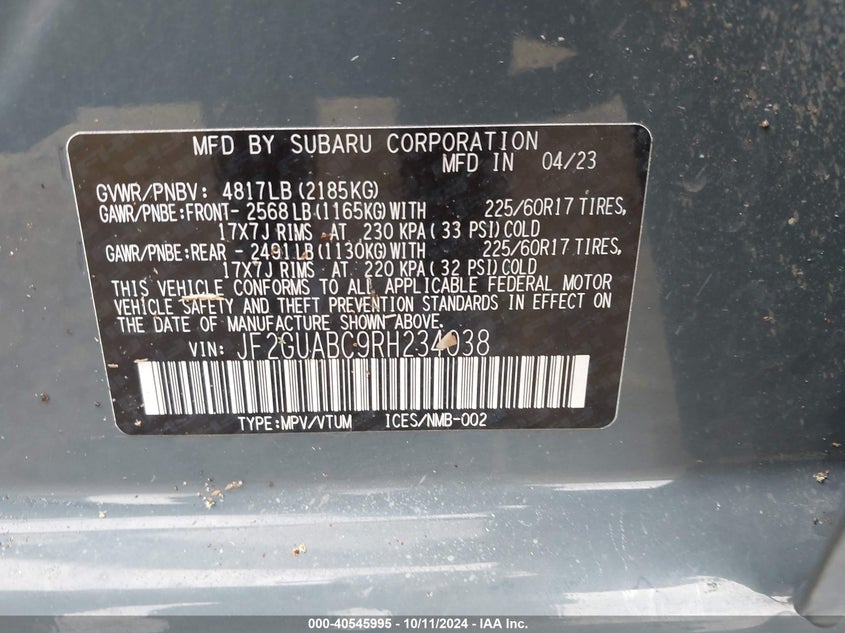 MFD BY SUBARU CORPORATION
MFD IN 04/23
GVWR/PNBV: 4817LB (2185KG)
GAWR/PNBE:FRONT- 2568LB (1165KG) WITH 225/60R17 TIRES,
17X7J RIMS AT 230 KPA ( 33 PSI) COLD
GAWR/PNBE:REAR - 2491LB (1130KG) WITH 225/60R17 TIRES,
17X7J RIMS AT 220 KPA ( 32 PSI) COLD
THIS VEHICLE CONFORMS TO ALL APPLICABLE FEDERAL MOTOR
VEHICLE SAFETY AND THEFT PREVENTION STANDARDS IN EFFECT ON
THE DATE OF MANUFACTURE SHOWN ABOVE.
VIN: JF2GUABC9RH234038
TYPE:MPV/VTUM ICES/NMB-002
000-40545995 - 10/11/2024 - IAA Inc.